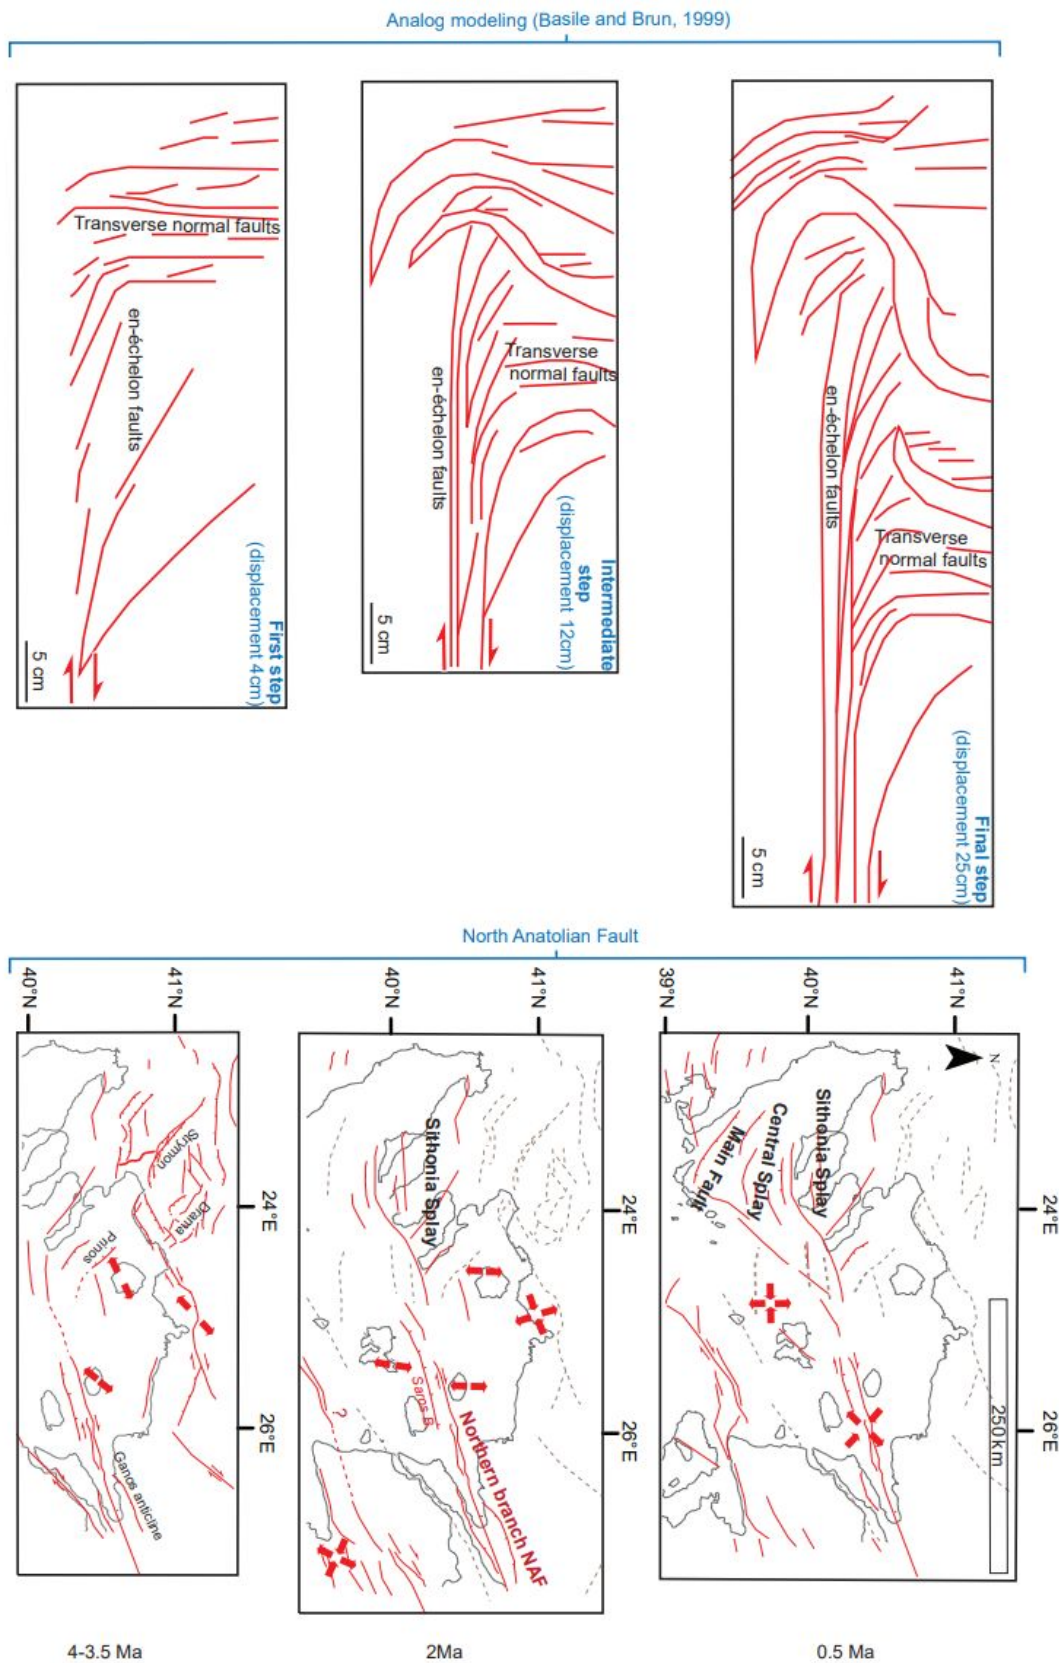 Analog modeling (Basile and Brun, 1999)
Transverse normal faults
en-échelon faults
First step
(displacement 4cm)
5 cm
Transverse
normal faults
en-échelon faults
Intermediate
step
(displacement 12cm)
5 cm
en-échelon faults
Transverse
normal faults
Final step
(displacement 25cm)
5 cm
North Anatolian Fault
40°N
41°N
Strymon
Drama
Prinos
24°E
26°E
Ganos anticline
4-3.5 Ma
40°N
41°N
Sithonia Splay
24°E
Saros B.
?
Northern branch NAF
26°E
2Ma
39°N
40°N
41°N
N
Sithonia Splay
Central Splay
Main Fault
24°E
250km
26°E
0.5 Ma